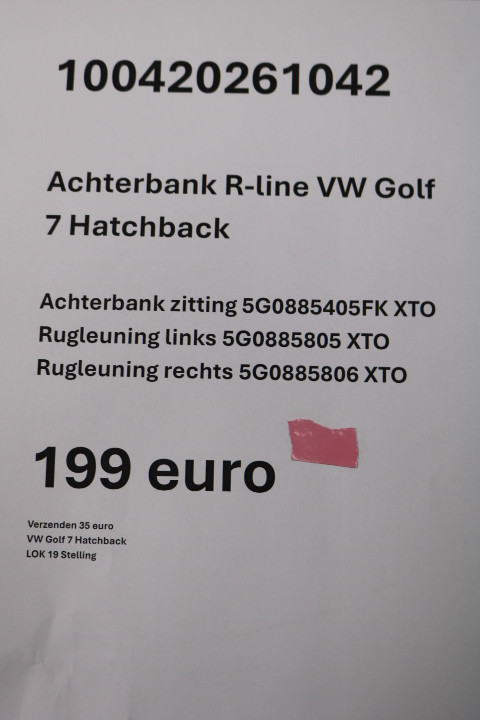 100420261042
Achterbank R-line VW Golf
7 Hatchback
Achterbank zitting 5G0885405FK XTO
Rugleuning links 5G0885805 XTO
Rugleuning rechts 5G0885806 XTO
199 euro
Verzenden 35 euro
VW Golf 7 Hatchback
LOK 19 Stelling